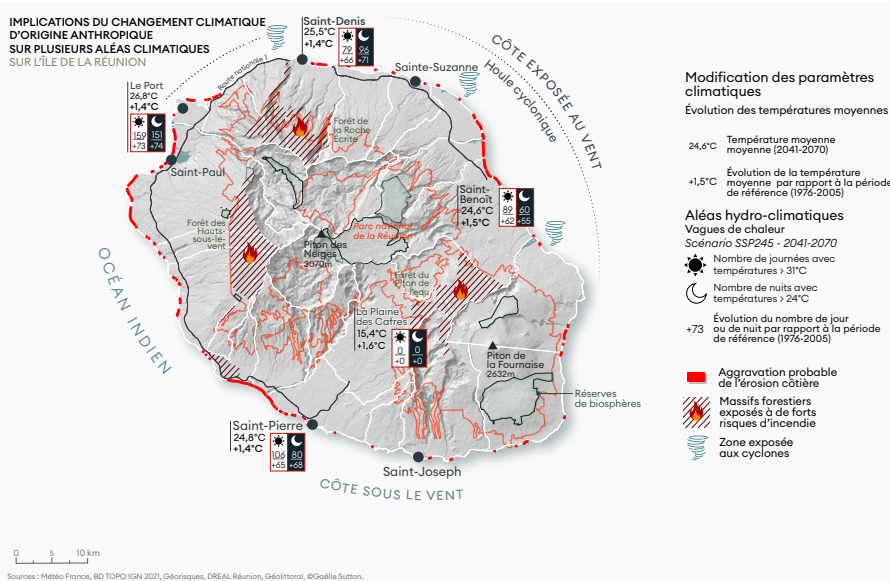 IMPLICATIONS DU CHANGEMENT CLIMATIQUE
D'ORIGINE ANTHROPIQUE
SUR PLUSIEURS ALÉAS CLIMATIQUES
SUR L'ÎLE DE LA RÉUNION
Saint-Denis
25,5°C
+1,4°C
79 96
+66 +71
Sainte-Suzanne
CÔTE EXPOSÉE AU VENT
Houle cyclonique
Route nationale 1
Le Port
26,8°C
+1,4°C
159 151
+73 +74
Saint-Paul
Forêt de
la Roche
Écrite
Saint-
Benoît
24,6°C
+1,5°C
89 60
+62 +55
Forêt des
Hauts-
sous-le-
vent
Parc national
de la Réunion
Piton des
Neiges
3070m
Forêt du
Piton de
l'eau
OCÉAN INDIEN
La Plaine
des Cafres
15,4°C
+1,6°C
0 0
+0 +0
Piton de
la Fournaise
2632m
Réserves
de biosphères
Saint-Pierre
24,8°C
+1,4°C
106 80
+65 +68
Saint-Joseph
CÔTE SOUS LE VENT
Modification des paramètres
climatiques
Évolution des températures moyennes
24,6°C Température moyenne
moyenne (2041-2070)
+1,5°C Évolution de la température
moyenne par rapport à la période
de référence (1976-2005)
Aléas hydro-climatiques
Vagues de chaleur
Scénario SSP245 - 2041-2070
Nombre de journées avec
températures > 31°C
Nombre de nuits avec
températures > 24°C
+73 Évolution du nombre de jour
ou de nuit par rapport à la période
de référence (1976-2005)
Aggravation probable
de l'érosion côtière
Massifs forestiers
exposés à de forts
risques d'incendie
Zone exposée
aux cyclones
0 5 10 km
Sources : Météo France, BD TOPO IGN 2021, Géorisques, DREAL Réunion, Géolittoral, ©Gaëlle Sutton.